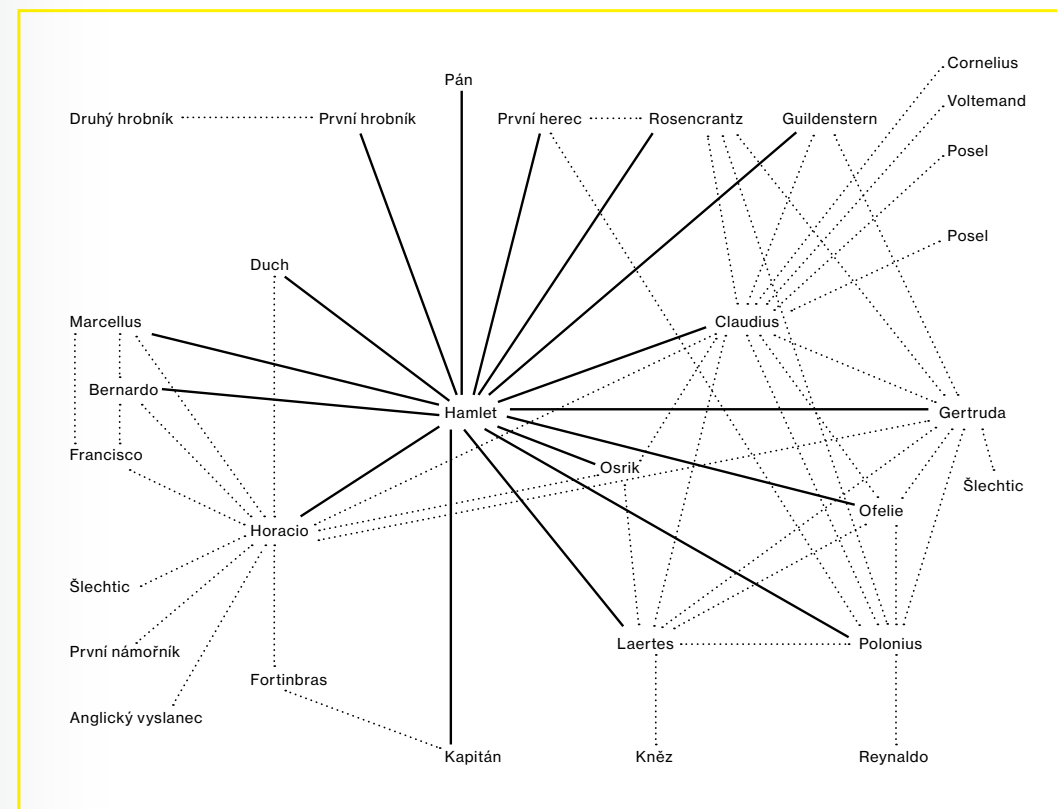 Cornelius
Pán
Voltemand
Druhý hrobník
První hrobník
První herec
Rosencrantz
Guildenstern
Posel
Posel
Duch
Marcellus
Claudius
Bernardo
Hamlet
Gertruda
Francisco
Osrik
Šlechtic
Ofelie
Horacio
Šlechtic
První námořník
Laertes
Polonius
Fortinbras
Anglický vyslanec
Kapitán
Kněz
Reynaldo